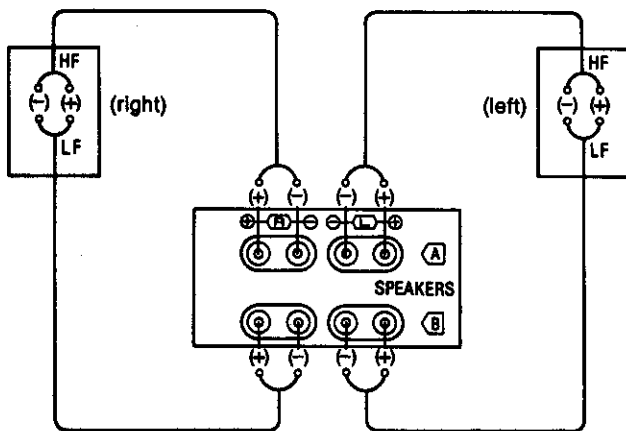 HF
(−) (+)
LF
(right)
HF
(−) (+)
LF
(left)
(+) (−) (−) (+)
⊕ R ⊖ ⊖ L ⊕
A
SPEAKERS
B
(+) (−) (−) (+)